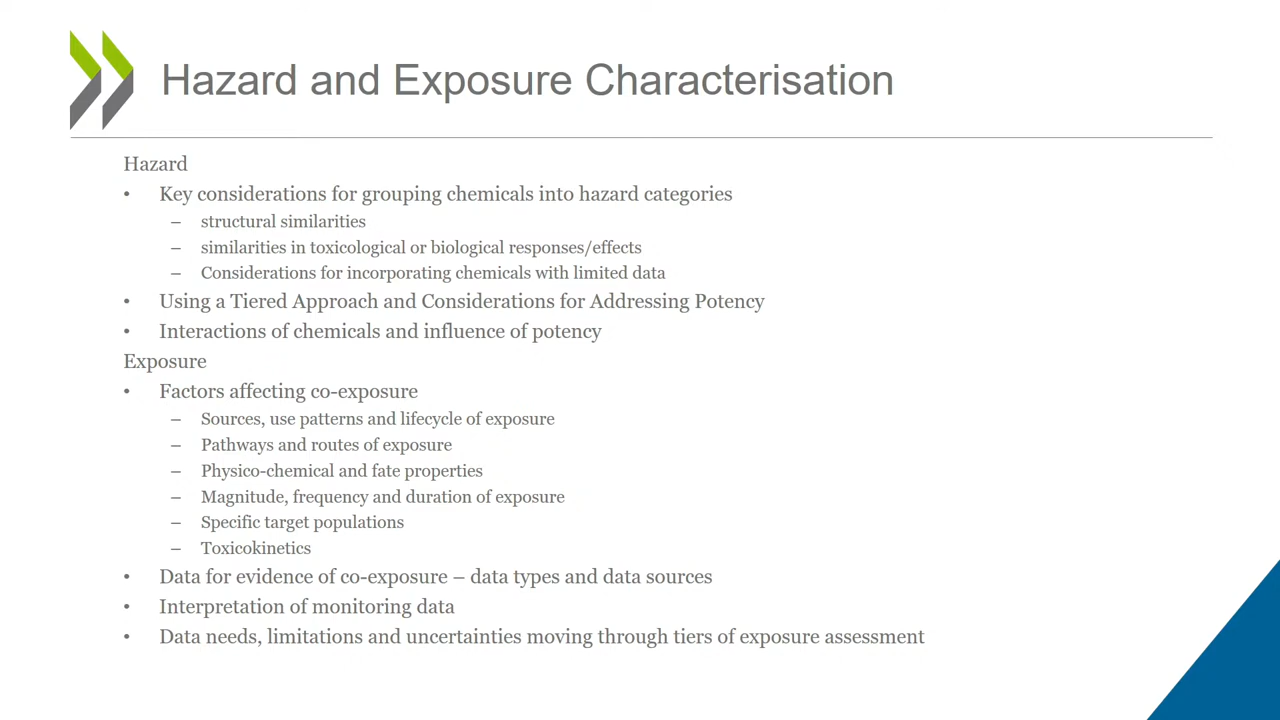 Hazard and Exposure Characterisation
Hazard
• Key considerations for grouping chemicals into hazard categories
– structural similarities
– similarities in toxicological or biological responses/effects
– Considerations for incorporating chemicals with limited data
• Using a Tiered Approach and Considerations for Addressing Potency
• Interactions of chemicals and influence of potency
Exposure
• Factors affecting co-exposure
– Sources, use patterns and lifecycle of exposure
– Pathways and routes of exposure
– Physico-chemical and fate properties
– Magnitude, frequency and duration of exposure
– Specific target populations
– Toxicokinetics
• Data for evidence of co-exposure – data types and data sources
• Interpretation of monitoring data
• Data needs, limitations and uncertainties moving through tiers of exposure assessment